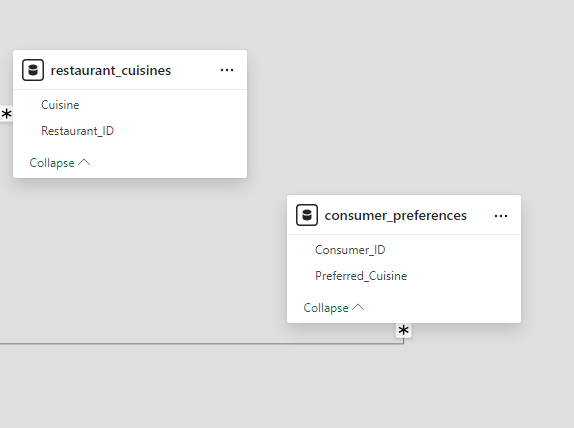 restaurant_cuisines ...
*
Cuisine
Restaurant_ID
Collapse
consumer_preferences ...
Consumer_ID
Preferred_Cuisine
Collapse
*